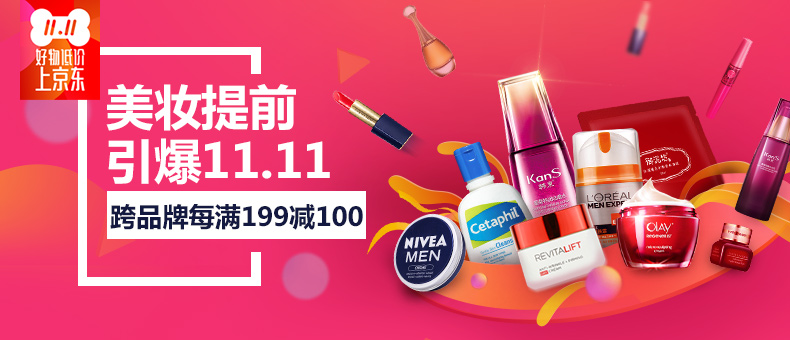 11.11
好物低价
上京东
美妆提前
引爆11.11
跨品牌每满199减100
KanS
韩束
Cetaphil
NIVEA
MEN
CREME
REVITALIFT
L'ORÉAL
MEN EXPERT
OLAY
KanS